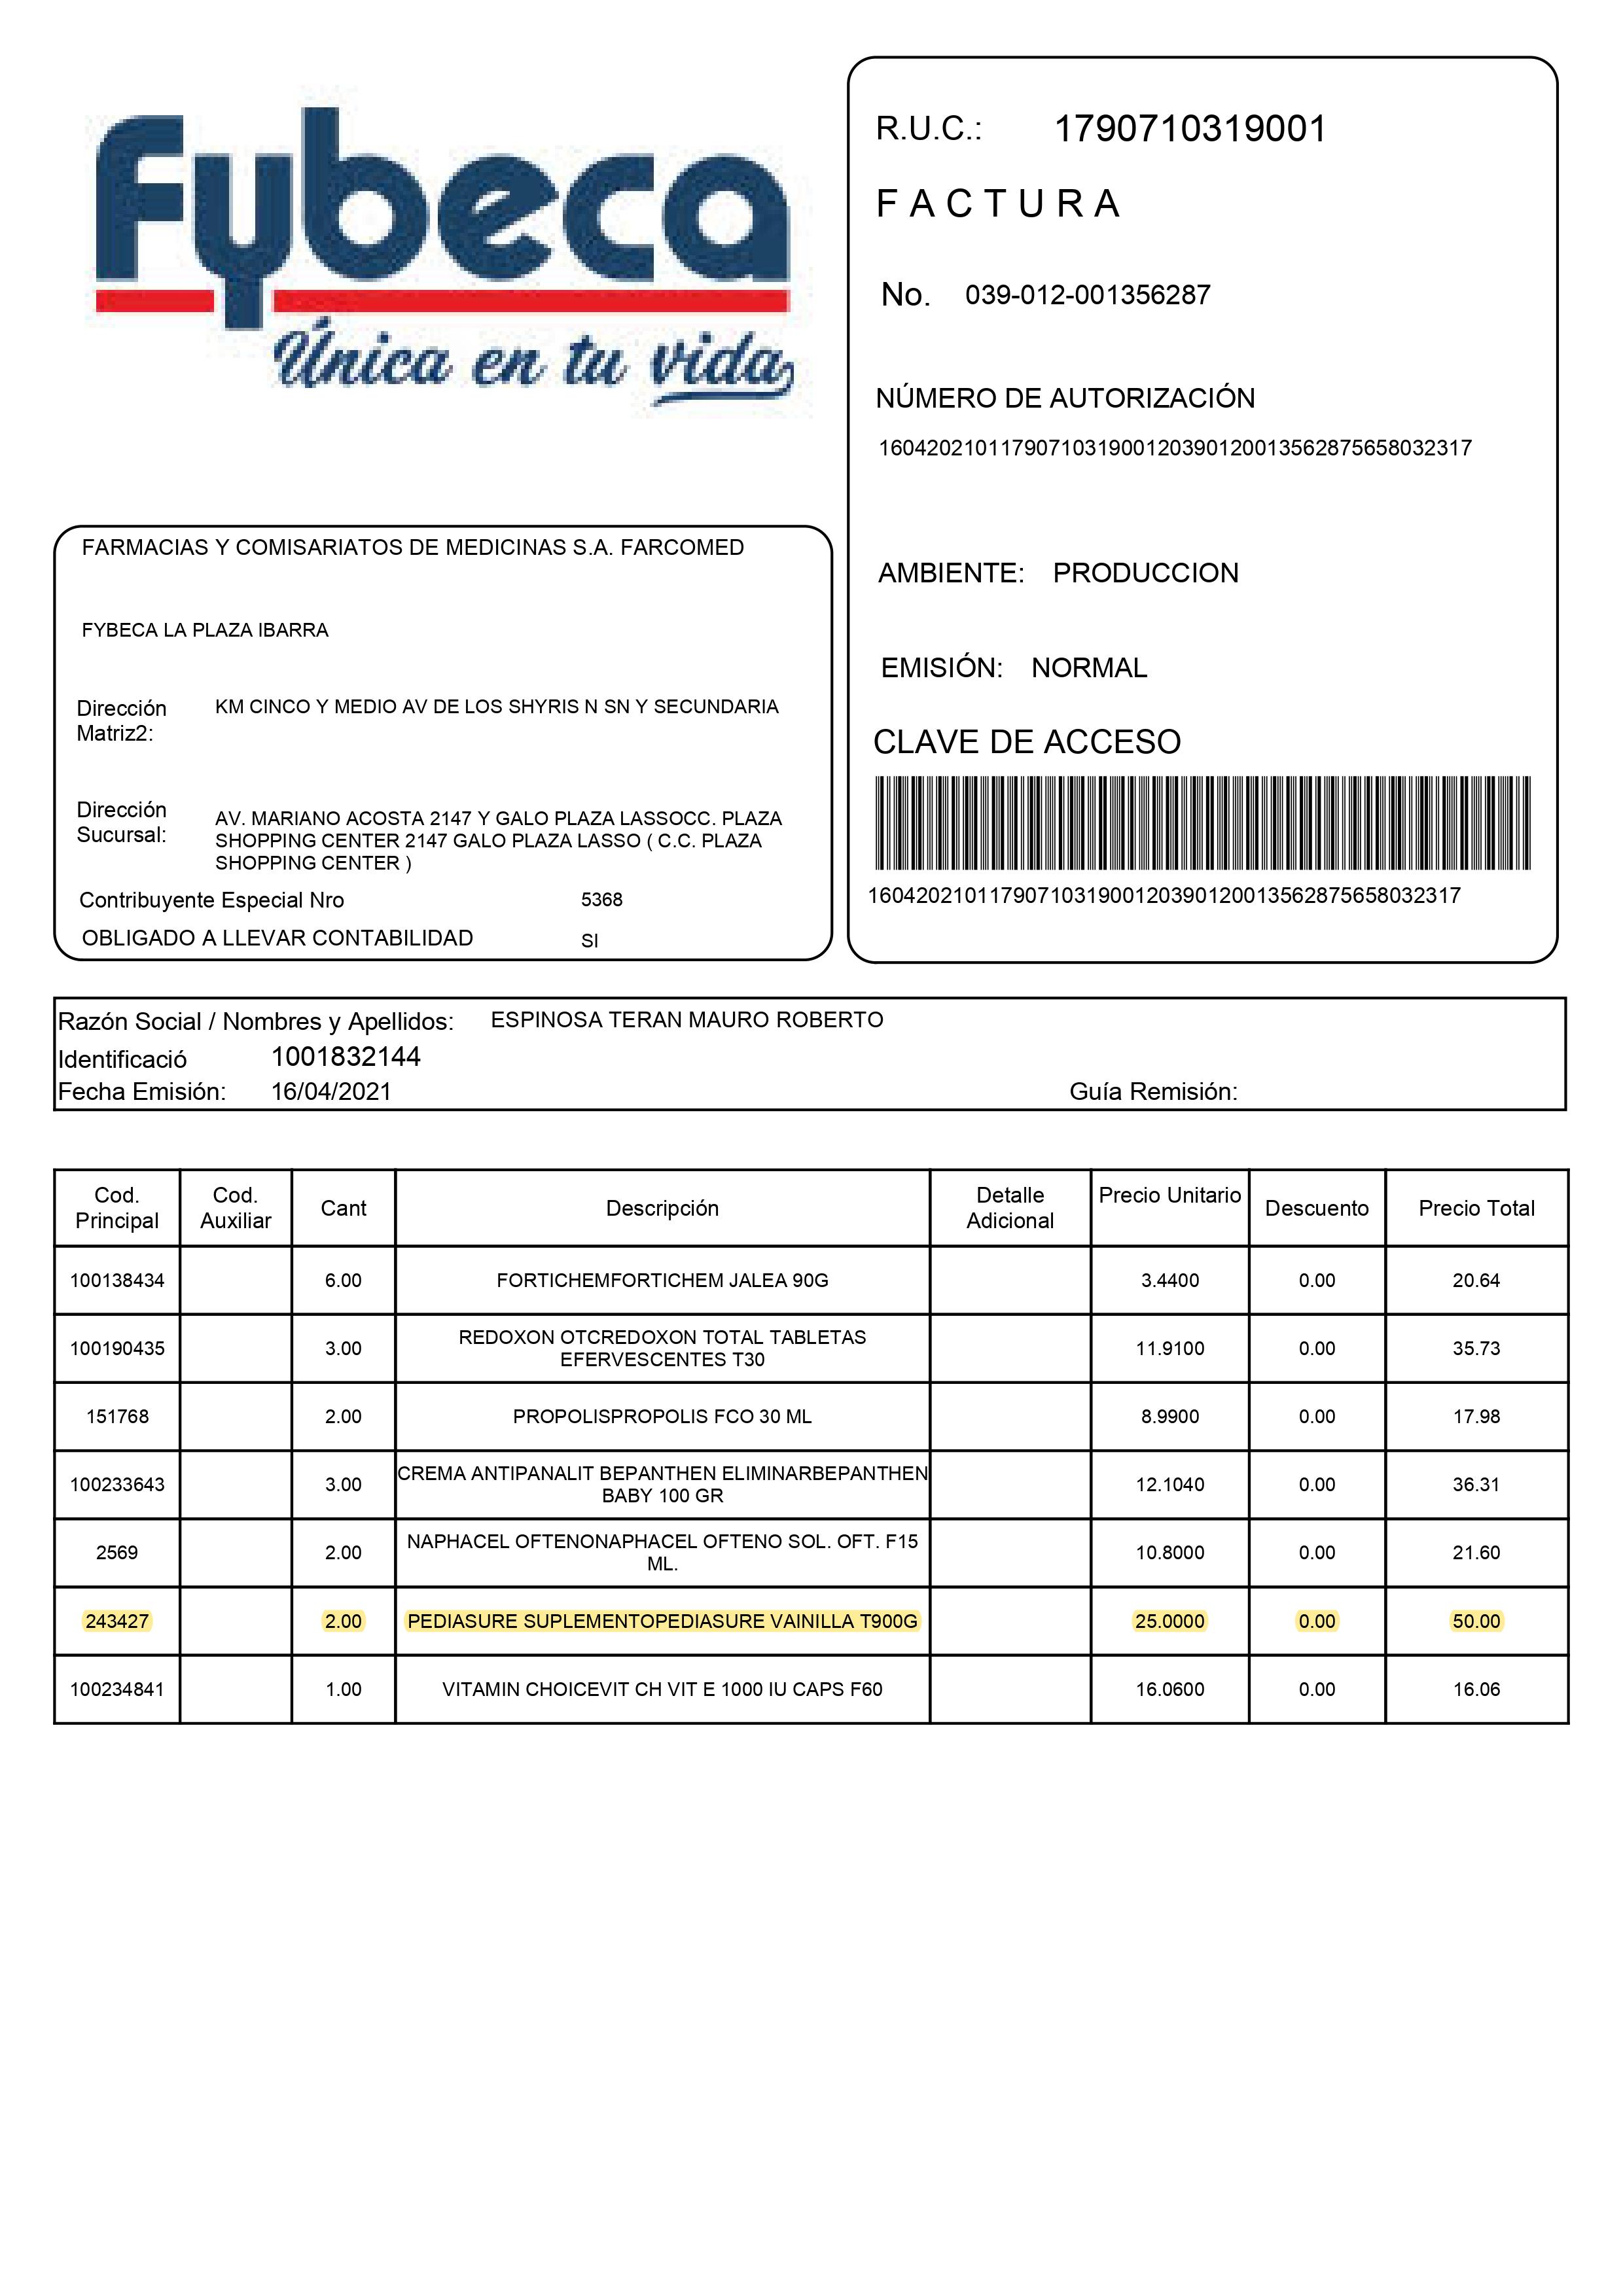 fybeca
Única en tu vida
R.U.C.: 1790710319001
FACTURA
No. 039-012-001356287
NÚMERO DE AUTORIZACIÓN
1604202101179071031900120390120013562875658032317
AMBIENTE: PRODUCCION
EMISIÓN: NORMAL
CLAVE DE ACCESO
1604202101179071031900120390120013562875658032317
FARMACIAS Y COMISARIATOS DE MEDICINAS S.A. FARCOMED
FYBECA LA PLAZA IBARRA
Dirección Matriz2: KM CINCO Y MEDIO AV DE LOS SHYRIS N SN Y SECUNDARIA
Dirección Sucursal: AV. MARIANO ACOSTA 2147 Y GALO PLAZA LASSOCC. PLAZA
SHOPPING CENTER 2147 GALO PLAZA LASSO ( C.C. PLAZA
SHOPPING CENTER )
Contribuyente Especial Nro 5368
OBLIGADO A LLEVAR CONTABILIDAD SI
Razón Social / Nombres y Apellidos: ESPINOSA TERAN MAURO ROBERTO
Identificació 1001832144
Fecha Emisión: 16/04/2021 Guía Remisión:
Cod. Principal Cod. Auxiliar Cant Descripción Detalle Adicional Precio Unitario Descuento Precio Total
100138434 6.00 FORTICHEMFORTICHEM JALEA 90G 3.4400 0.00 20.64
100190435 3.00 REDOXON OTCREDOXON TOTAL TABLETAS EFERVESCENTES T30 11.9100 0.00 35.73
151768 2.00 PROPOLISPROPOLIS FCO 30 ML 8.9900 0.00 17.98
100233643 3.00 CREMA ANTIPANALIT BEPANTHEN ELIMINARBEPANTHEN BABY 100 GR 12.1040 0.00 36.31
2569 2.00 NAPHACEL OFTENONAPHACEL OFTENO SOL. OFT. F15 ML. 10.8000 0.00 21.60
243427 2.00 PEDIASURE SUPLEMENTOPEDIASURE VAINILLA T900G 25.0000 0.00 50.00
100234841 1.00 VITAMIN CHOICEVIT CH VIT E 1000 IU CAPS F60 16.0600 0.00 16.06